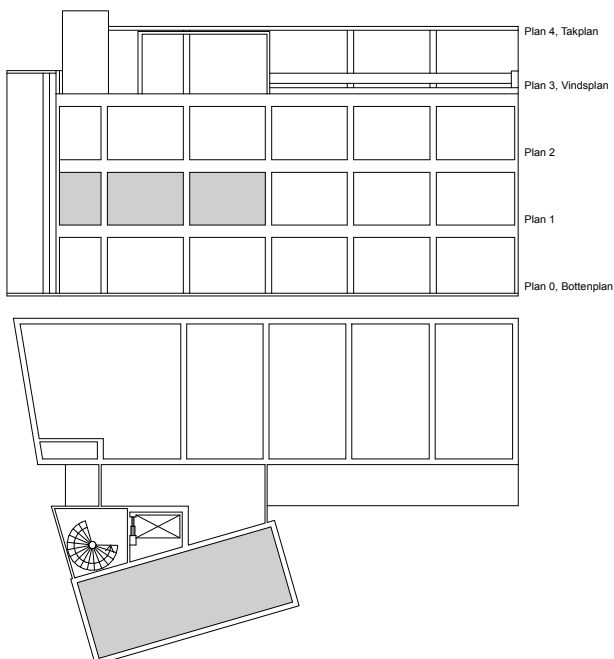 Plan 4, Takplan
Plan 3, Vindsplan
Plan 2
Plan 1
Plan 0, Bottenplan